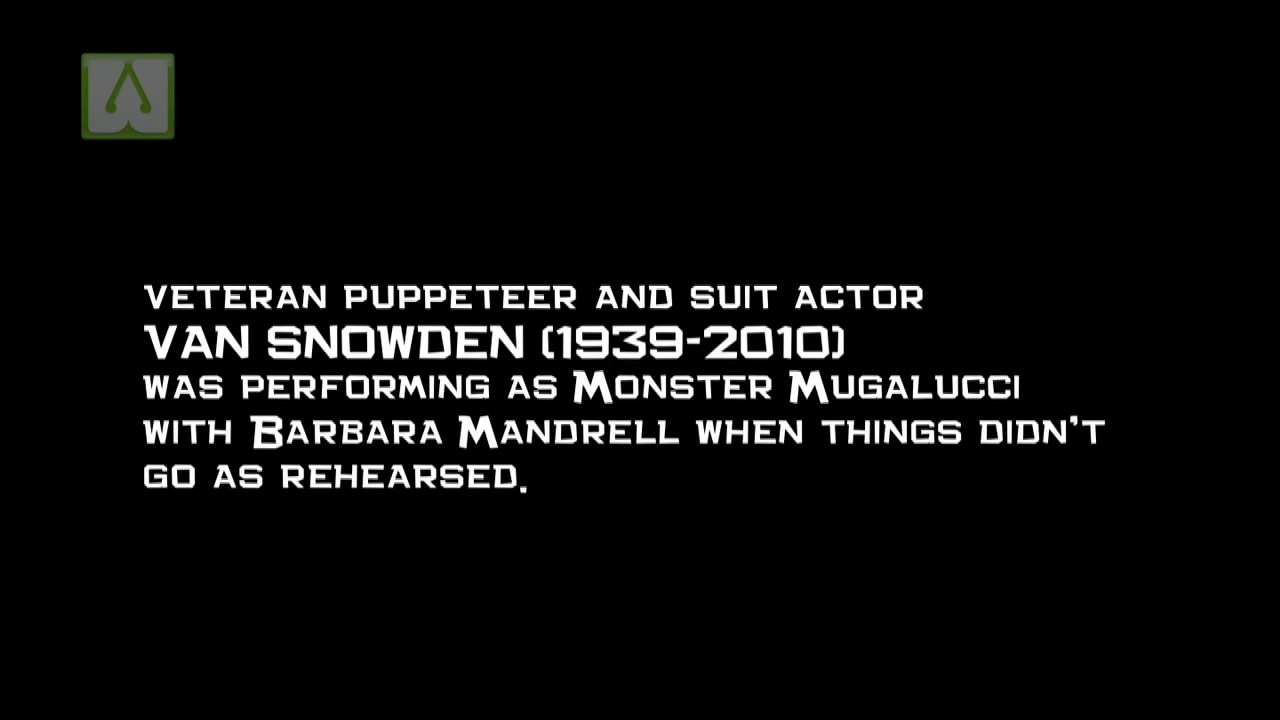 VETERAN PUPPETEER AND SUIT ACTOR
VAN SNOWDEN (1939-2010)
WAS PERFORMING AS MONSTER MUGALUCCI
WITH BARBARA MANDRELL WHEN THINGS DIDN'T
GO AS REHEARSED.